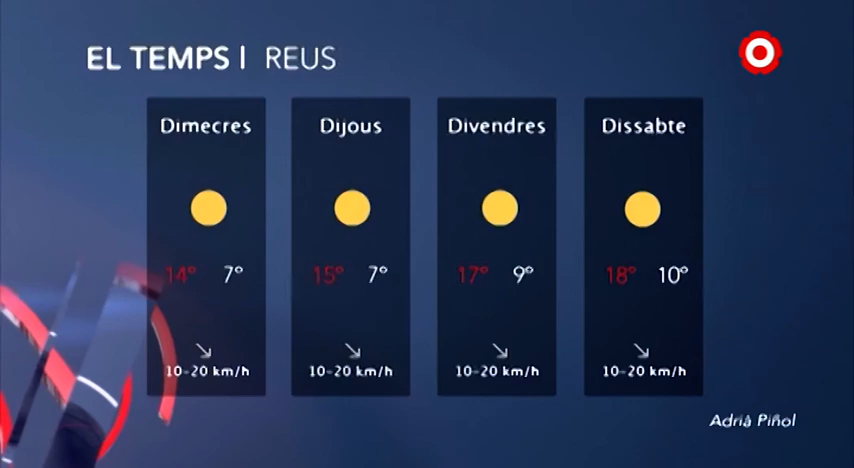 EL TEMPS | REUS
Dimecres
14° 7°
10-20 km/h
Dijous
15° 7°
10-20 km/h
Divendres
17° 9°
10-20 km/h
Dissabte
18° 10°
10-20 km/h
Adrià Piñol